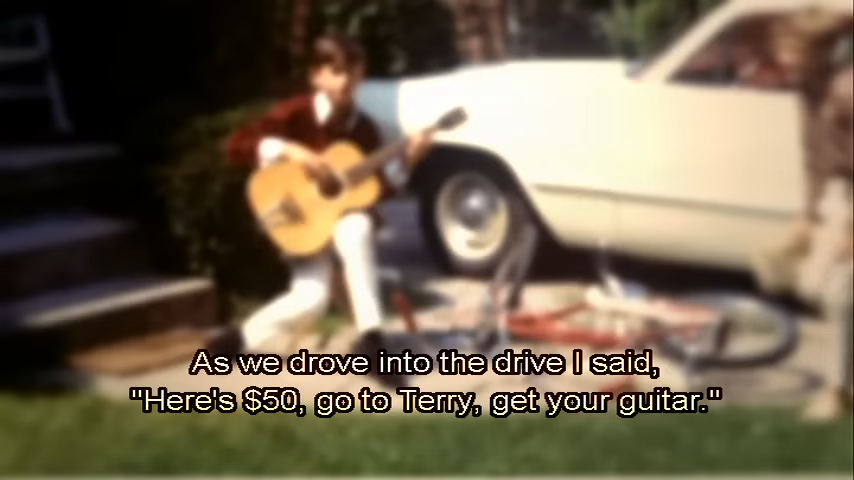 As we drove into the drive I said,
"Here's $50, go to Terry, get your guitar."